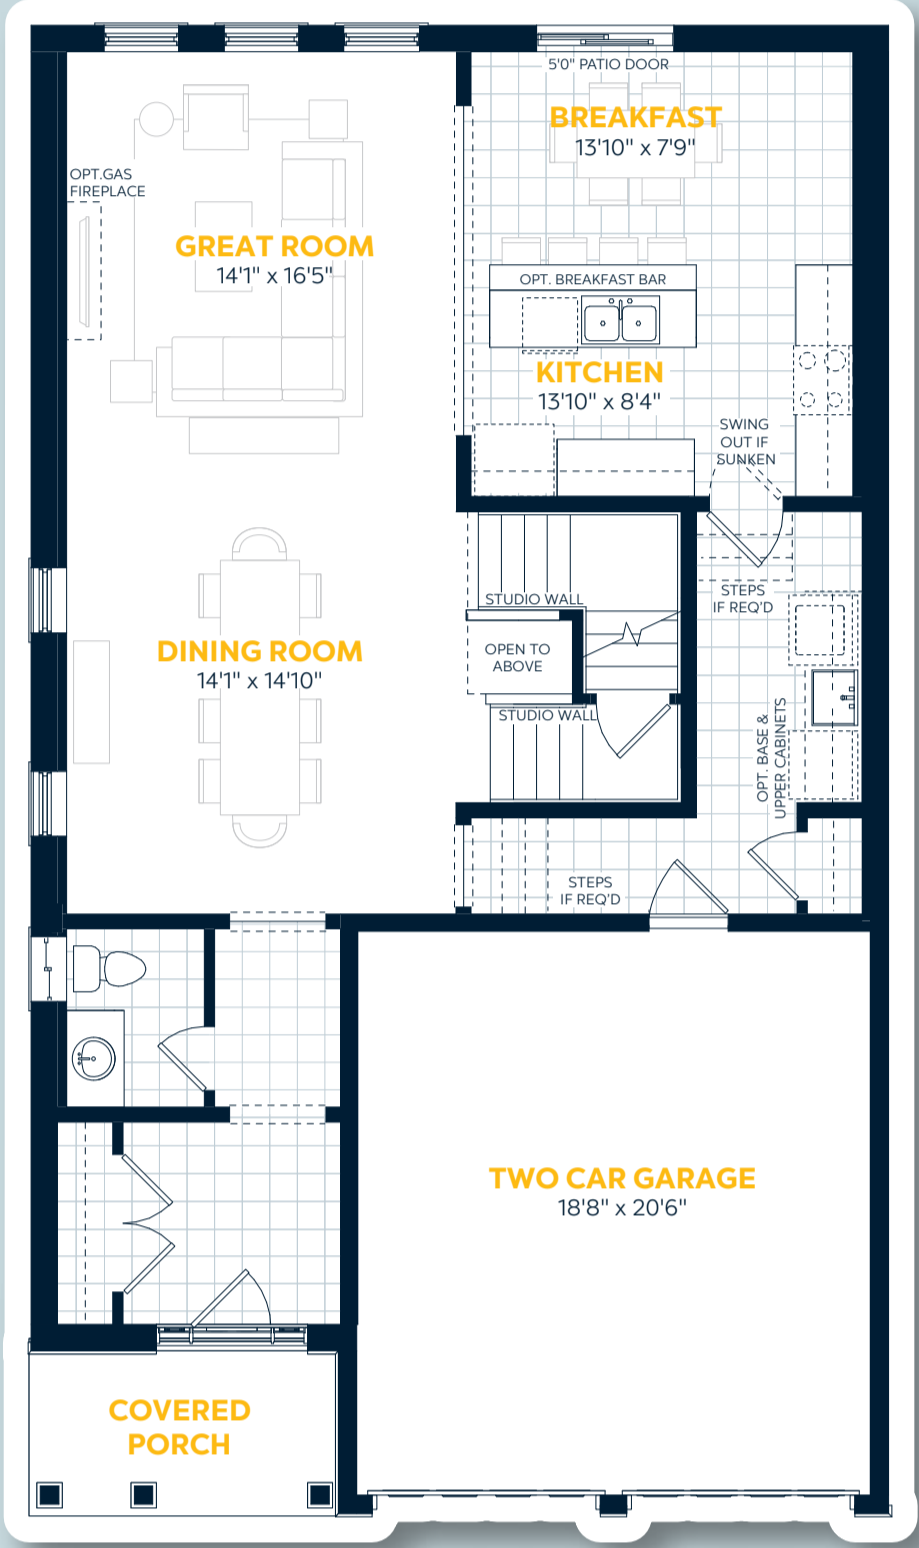 5'0" PATIO DOOR
BREAKFAST
13'10" x 7'9"
OPT.GAS
FIREPLACE
GREAT ROOM
14'1" x 16'5"
OPT. BREAKFAST BAR
KITCHEN
13'10" x 8'4"
SWING
OUT IF
SUNKEN
STEPS
IF REQ'D
STUDIO WALL
OPEN TO
ABOVE
STUDIO WALL
DINING ROOM
14'1" x 14'10"
OPT. BASE &
UPPER CABINETS
STEPS
IF REQ'D
TWO CAR GARAGE
18'8" x 20'6"
COVERED
PORCH